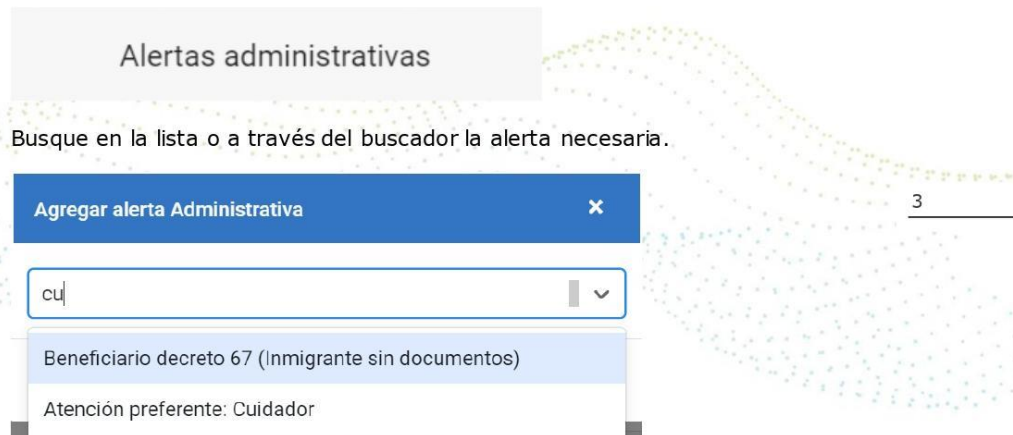 Alertas administrativas
Busque en la lista o a través del buscador la alerta necesaria.
3
Agregar alerta Administrativa ×
cu
Beneficiario decreto 67 (Inmigrante sin documentos)
Atención preferente: Cuidador